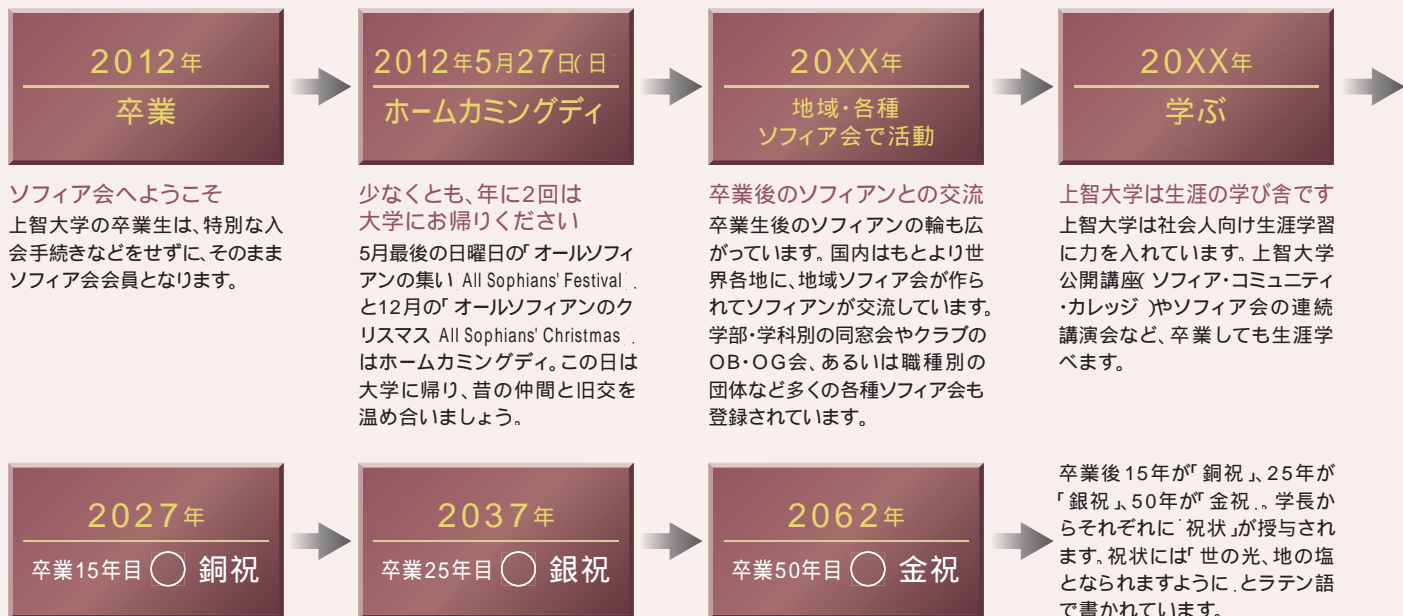 2012年
卒業
ソフィア会へようこそ
上智大学の卒業生は、特別な入
会手続きなどをせずに、そのまま
ソフィア会会員となります。
2012年5月27日(日
ホームカミングディ
少なくとも、年に2回は
大学にお帰りください
5月最後の日曜日の「オールソフィ
アンの集い All Sophians' Festival
と12月の「オールソフィアンのク
リスマス All Sophians' Christmas
はホームカミングディ。この日は
大学に帰り、昔の仲間と旧交を
温め合いましょう。
20XX年
地域・各種
ソフィア会で活動
卒業後のソフィアンとの交流
卒業生後のソフィアンの輪も広
がっています。国内はもとより世
界各地に、地域ソフィア会が作ら
れてソフィアンが交流しています。
学部・学科別の同窓会やクラブの
OB・OG会、あるいは職種別の
団体など多くの各種ソフィア会も
登録されています。
20XX年
学ぶ
上智大学は生涯の学び舎です
上智大学は社会人向け生涯学習
に力を入れています。上智大学
公開講座(ソフィア・コミュニティ
・カレッジ)やソフィア会の連続
講演会など、卒業しても生涯学
べます。
2027年
卒業15年目 ◯ 銅祝
2037年
卒業25年目 ◯ 銀祝
2062年
卒業50年目 ◯ 金祝
卒業後15年が「銅祝」、25年が
「銀祝」、50年が「金祝」。学長か
らそれぞれに「祝状」が授与され
ます。祝状には「世の光、地の塩
となられますように」とラテン語
で書かれています。